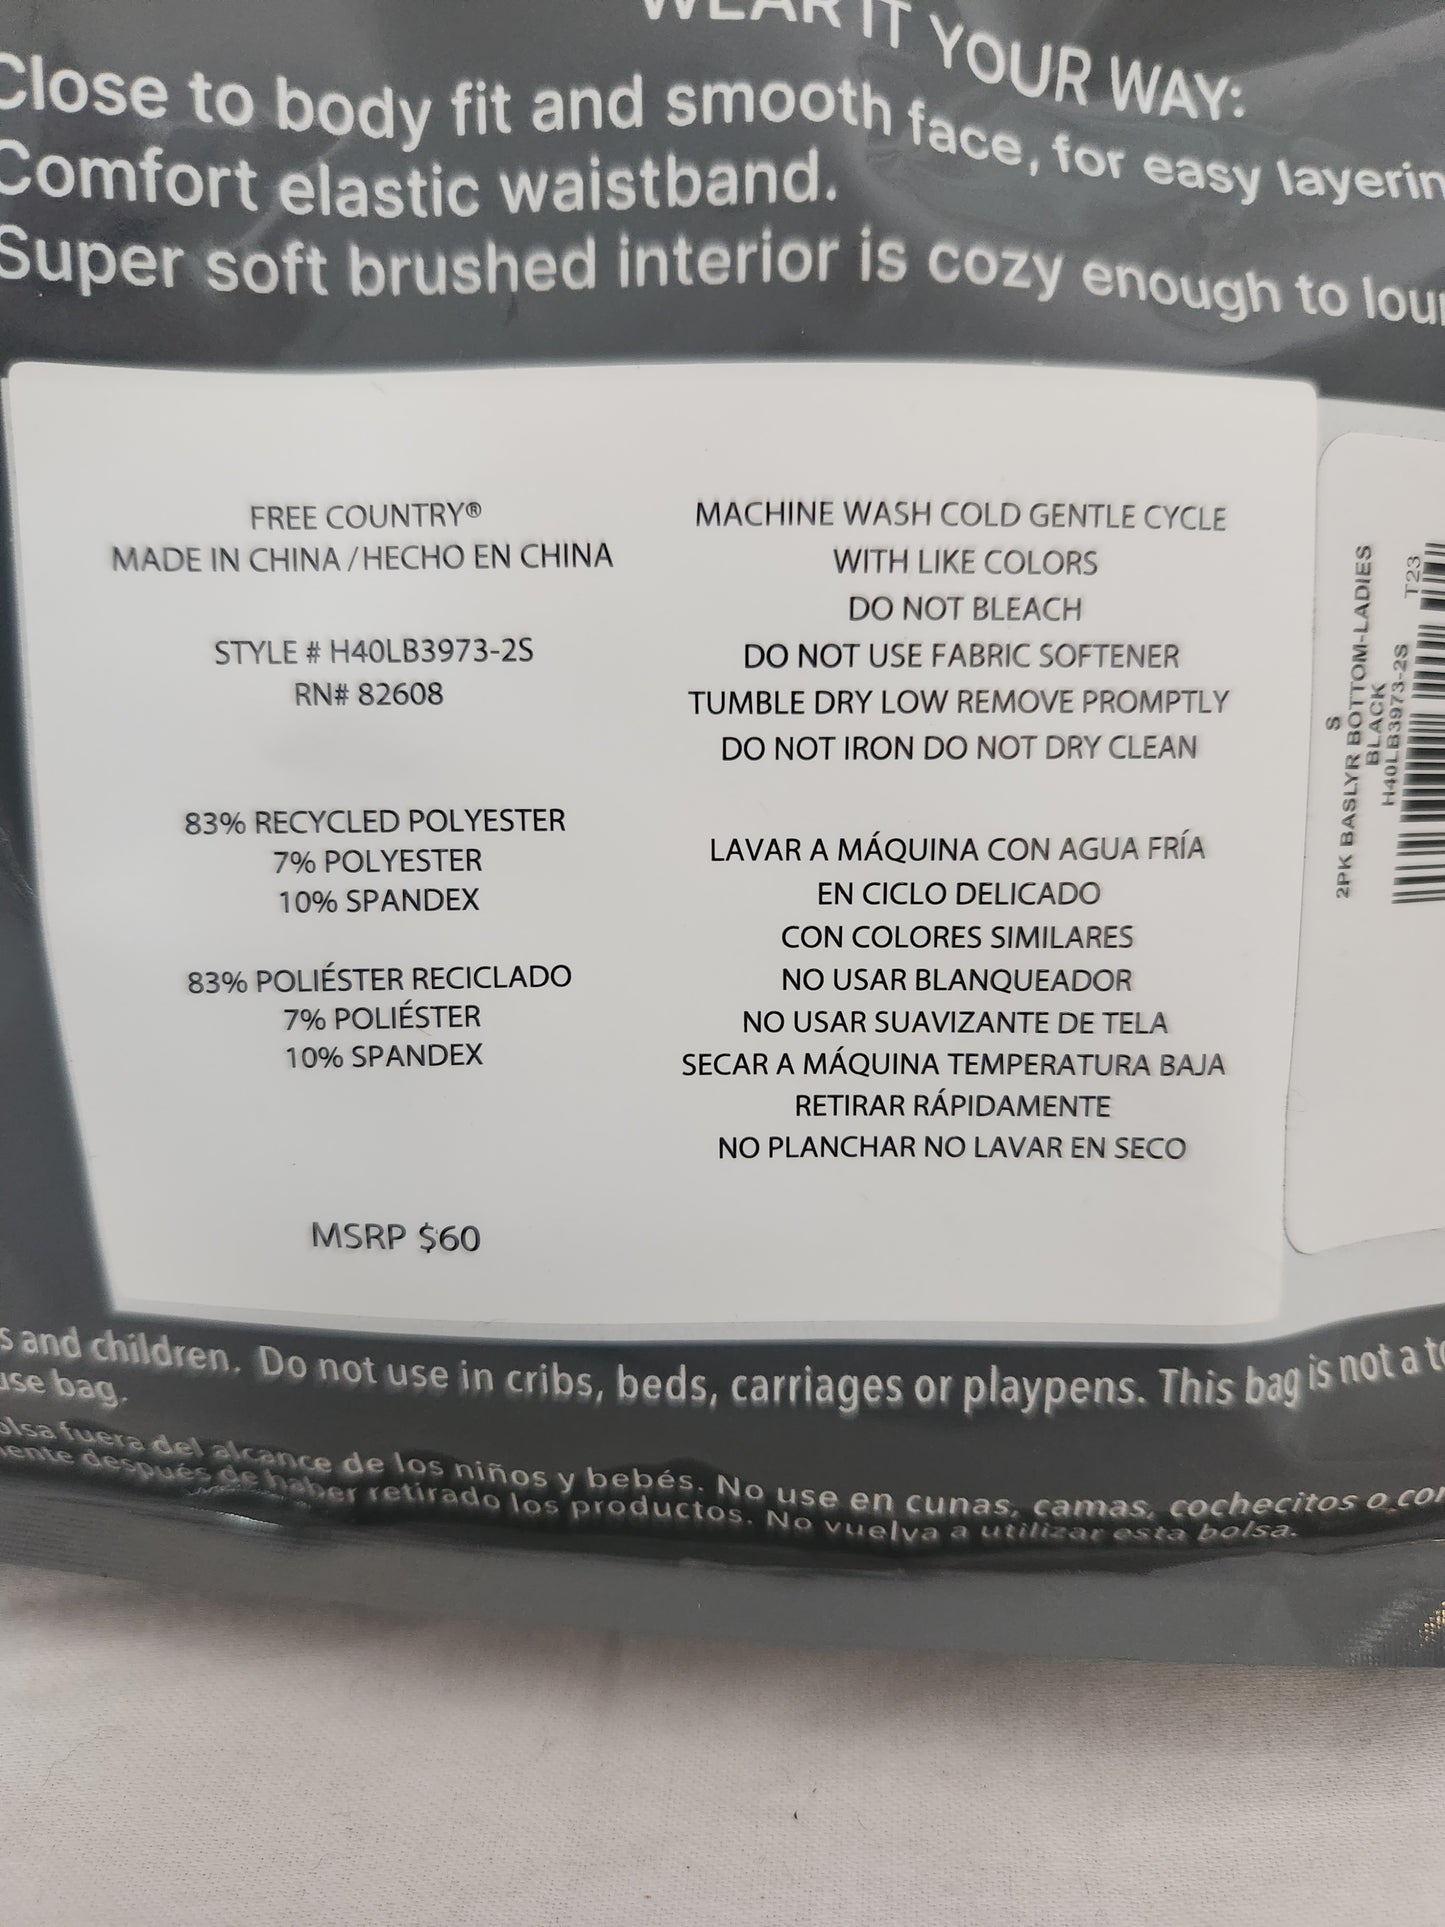 WEAR IT YOUR WAY:
Close to body fit and smooth face, for easy
Comfort elastic waistband.
Super soft brushed interior is cozy enough to
FREE COUNTRY®
MADE IN CHINA / HECHO EN CHINA
STYLE # H40LB3973-2S
RN# 82608
83% RECYCLED POLYESTER
7% POLYESTER
10% SPANDEX
83% POLIÉSTER RECICLADO
7% POLIÉSTER
10% SPANDEX
MSRP $60
MACHINE WASH COLD GENTLE CYCLE
WITH LIKE COLORS
DO NOT BLEACH
DO NOT USE FABRIC SOFTENER
TUMBLE DRY LOW REMOVE PROMPTLY
DO NOT IRON DO NOT DRY CLEAN
LAVAR A MÁQUINA CON AGUA FRÍA
EN CICLO DELICADO
CON COLORES SIMILARES
NO USAR BLANQUEADOR
NO USAR SUAVIZANTE DE TELA
SECAR A MÁQUINA TEMPERATURA BAJA
RETIRAR RÁPIDAMENTE
NO PLANCHAR NO LAVAR EN SECO
S
2PK BASLYR BOTTOM-LADIES
BLACK
H40LB3973-2S
T23
and children. Do not use in cribs, beds, carriages or playpens. This bag is not a
bag.
fuera del alcance de los niños y bebés. No use en cunas, camas, cochecitos o
después de haber retirado los productos. No vuelva a utilizar esta bolsa.